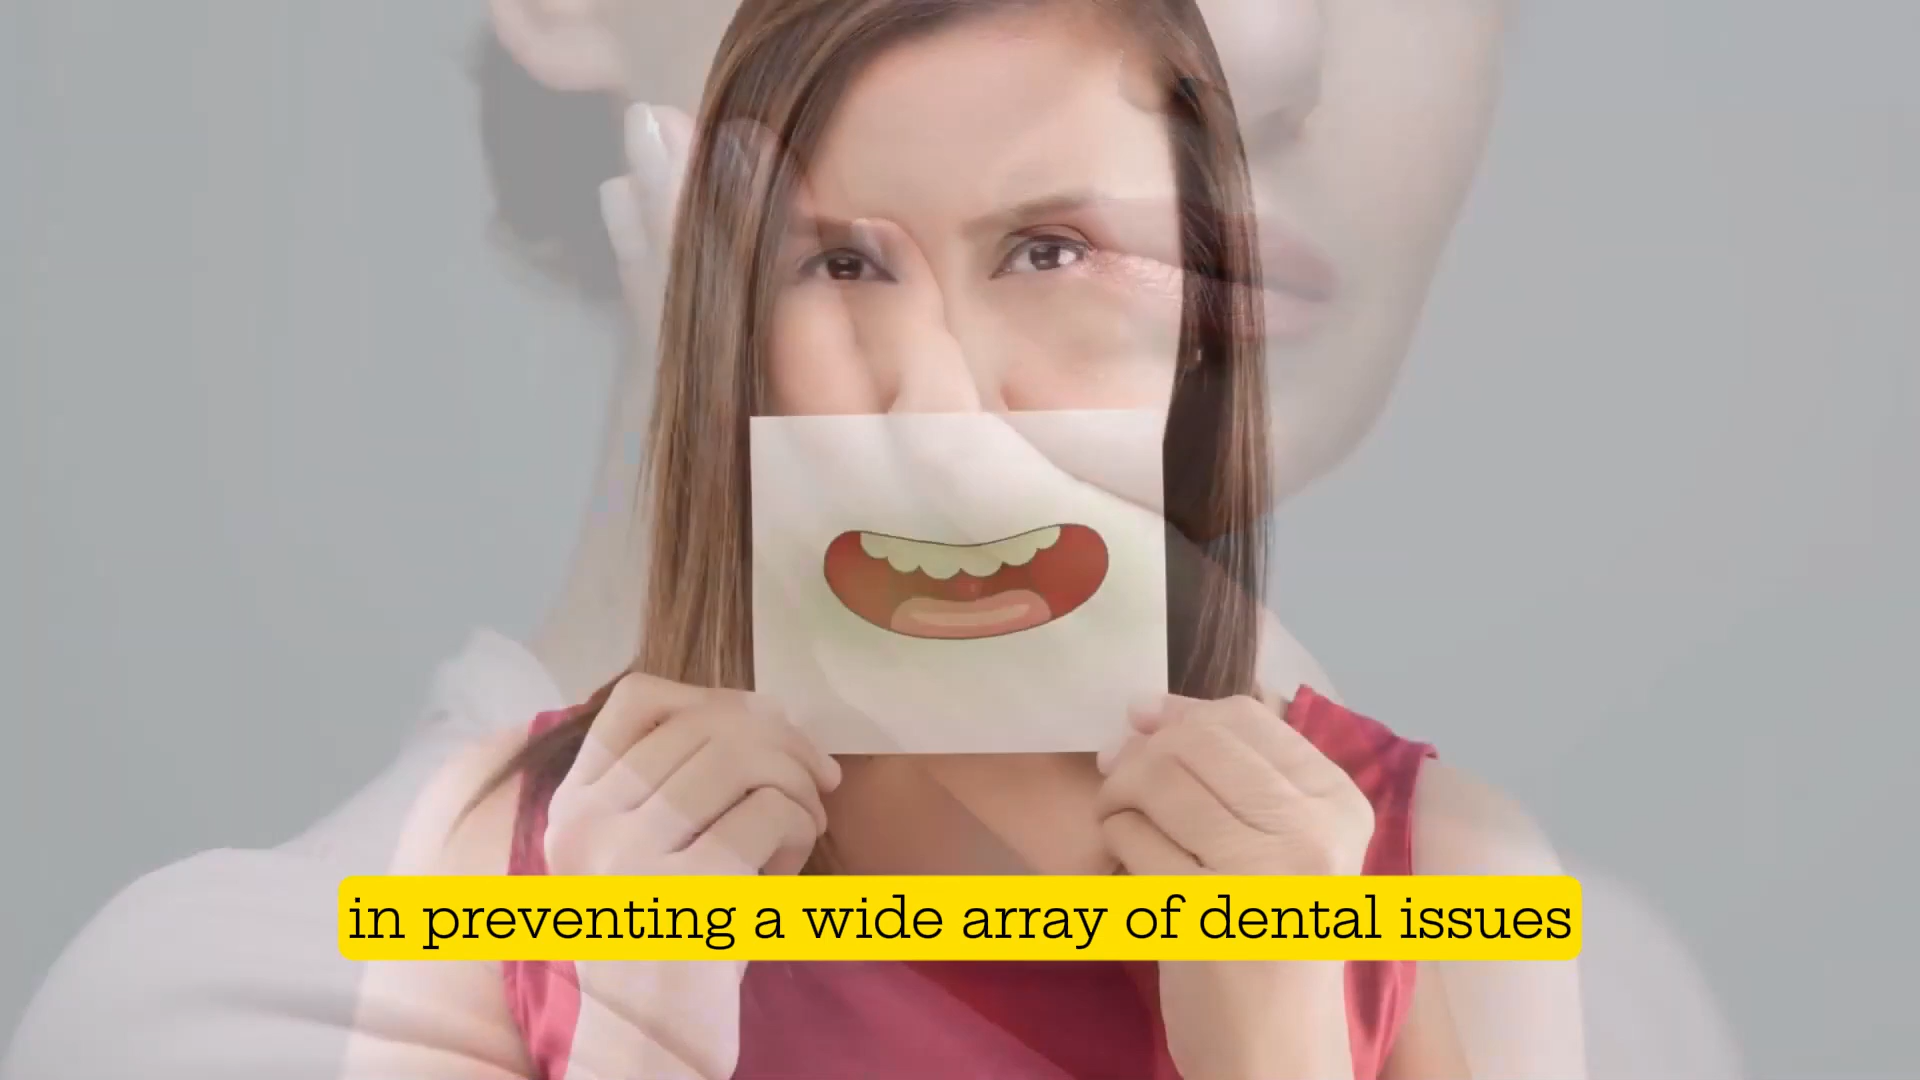 in preventing a wide array of dental issues